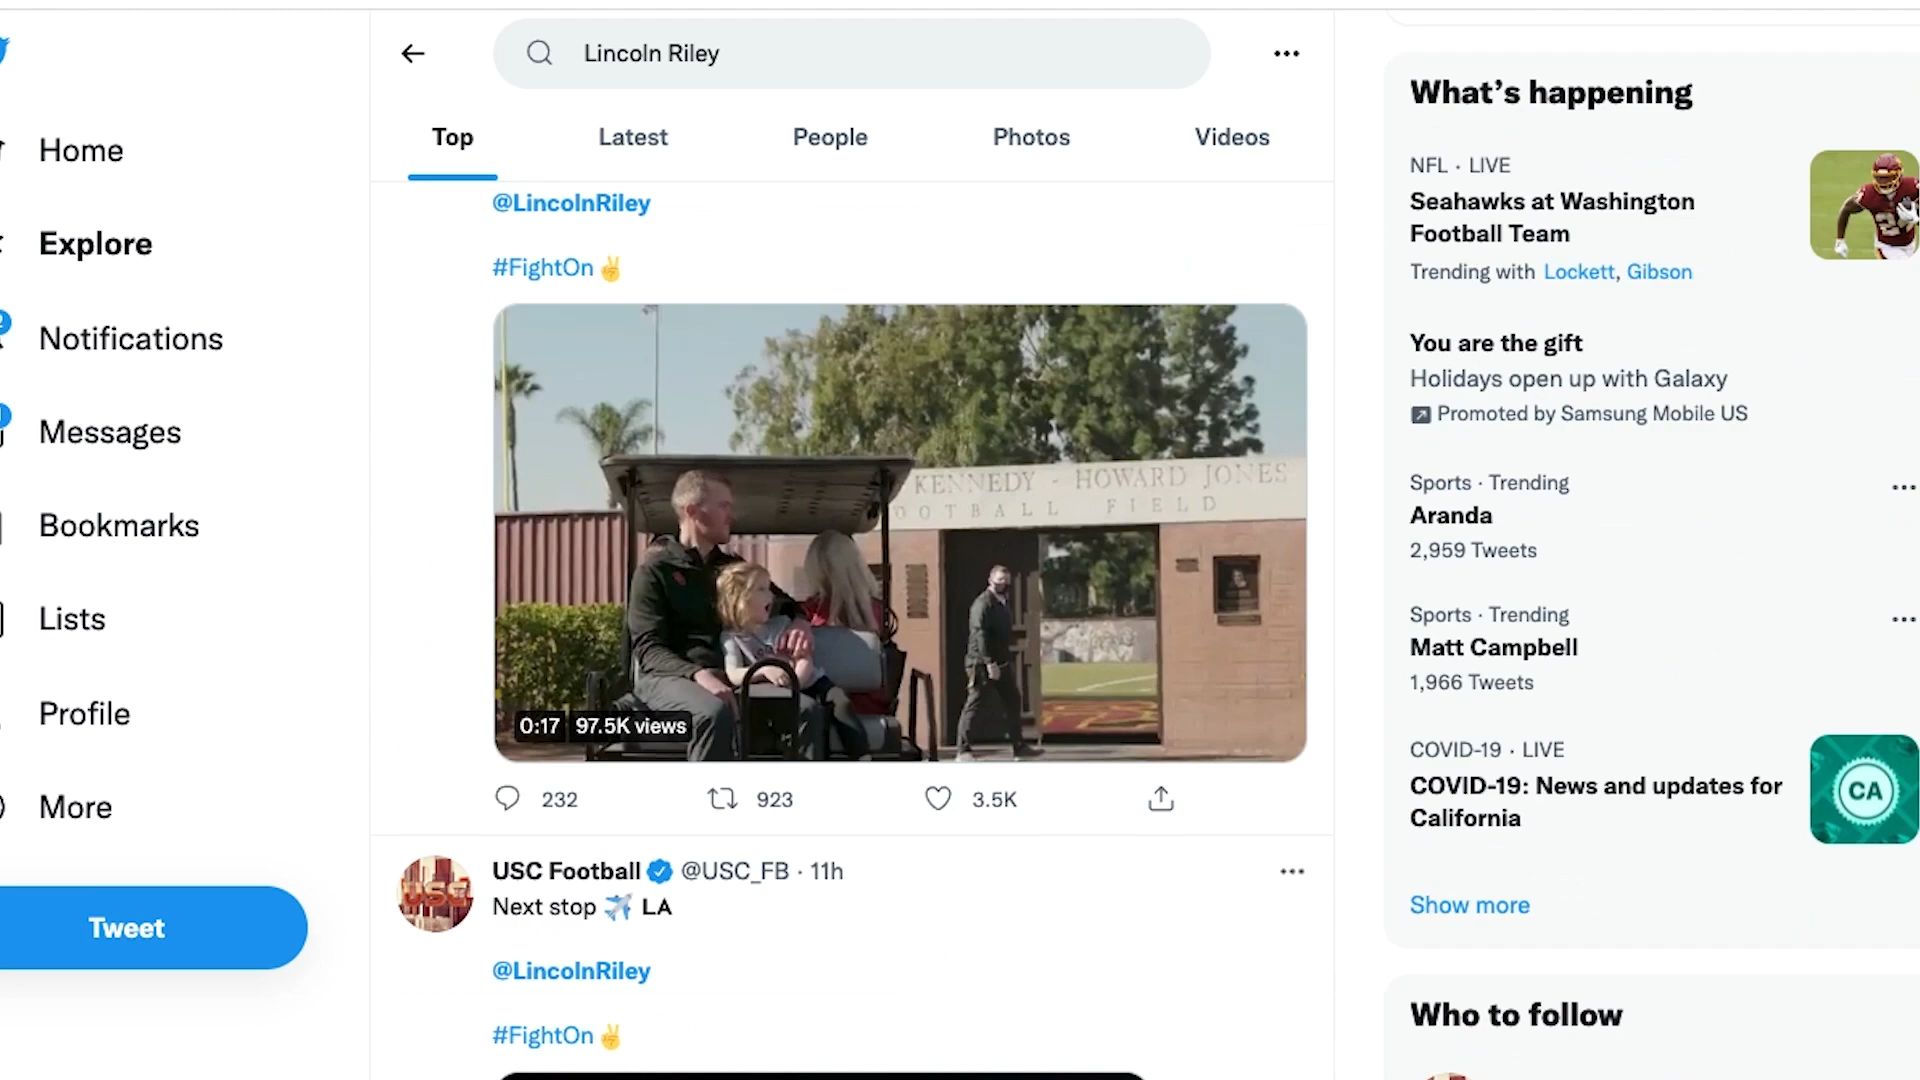 Lincoln Riley
Top
Latest
People
Photos
Videos
Home
Explore
Notifications
Messages
Bookmarks
Lists
Profile
More
Tweet
@LincolnRiley
#FightOn✌️
KENNEDY - HOWARD JONES
FOOTBALL FIELD
0:17 97.5K views
232
923
3.5K
USC Football @USC_FB · 11h
Next stop ✈️ LA
@LincolnRiley
#FightOn✌️
USC
What's happening
NFL · LIVE
Seahawks at Washington
Football Team
Trending with Lockett, Gibson
You are the gift
Holidays open up with Galaxy
Promoted by Samsung Mobile US
Sports · Trending
Aranda
2,959 Tweets
Sports · Trending
Matt Campbell
1,966 Tweets
COVID-19 · LIVE
COVID-19: News and updates for
California
CA
Show more
Who to follow